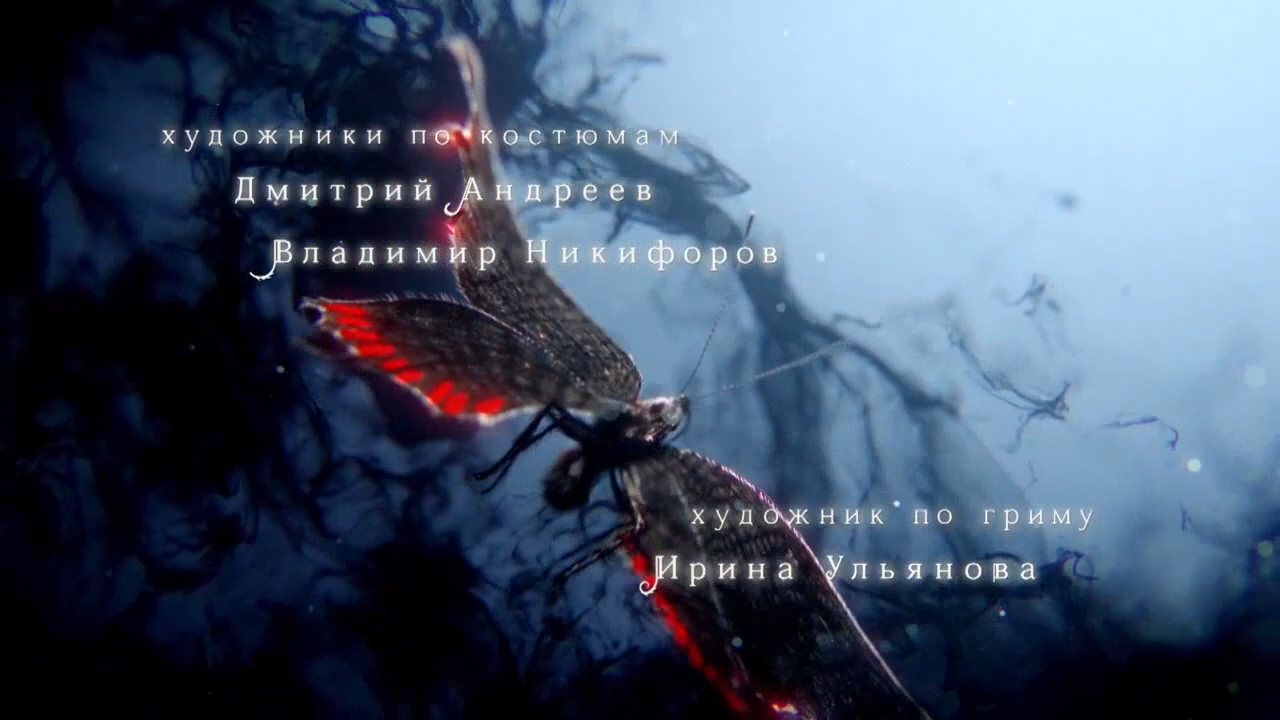 художники по костюмам
Дмитрий Андреев
Владимир Никифоров
художник по гриму
Ирина Ульянова